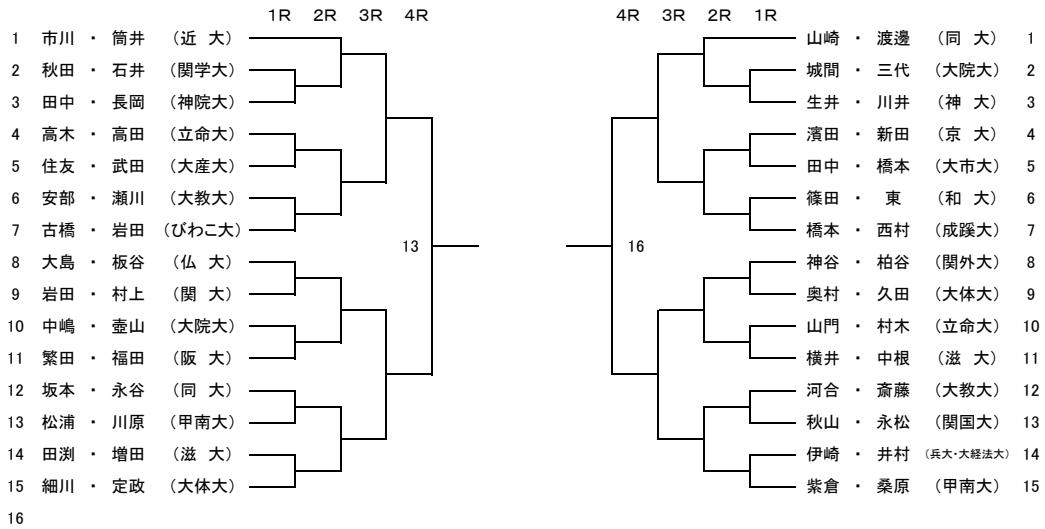 1R 2R 3R 4R
1 市川 ・ 筒井 （近 大）
2 秋田 ・ 石井 （関学大）
3 田中 ・ 長岡 （神院大）
4 高木 ・ 高田 （立命大）
5 住友 ・ 武田 （大産大）
6 安部 ・ 瀬川 （大教大）
7 古橋 ・ 岩田 （びわこ大）
13
8 大島 ・ 板谷 （仏 大）
9 岩田 ・ 村上 （関 大）
10 中嶋 ・ 壺山 （大院大）
11 繁田 ・ 福田 （阪 大）
12 坂本 ・ 永谷 （同 大）
13 松浦 ・ 川原 （甲南大）
14 田渕 ・ 増田 （滋 大）
15 細川 ・ 定政 （大体大）
16
4R 3R 2R 1R
山崎 ・ 渡邊 （同 大） 1
城間 ・ 三代 （大院大） 2
生井 ・ 川井 （神 大） 3
濱田 ・ 新田 （京 大） 4
田中 ・ 橋本 （大市大） 5
篠田 ・ 東 （和 大） 6
橋本 ・ 西村 （成蹊大） 7
16
神谷 ・ 柏谷 （関外大） 8
奥村 ・ 久田 （大体大） 9
山門 ・ 村木 （立命大） 10
横井 ・ 中根 （滋 大） 11
河合 ・ 斎藤 （大教大） 12
秋山 ・ 永松 （関国大） 13
伊崎 ・ 井村 （兵大・大経法大） 14
紫倉 ・ 桑原 （甲南大） 15